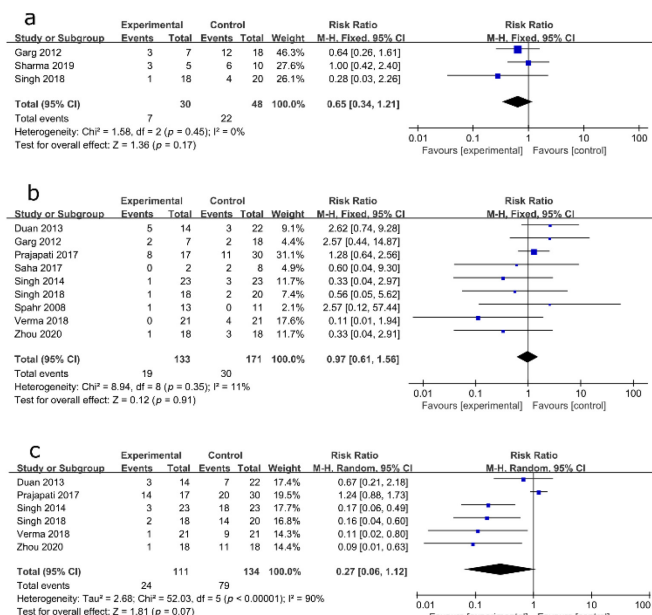 a
Experimental Control Risk Ratio Risk Ratio
Study or Subgroup Events Total Events Total Weight M-H, Fixed, 95% CI M-H, Fixed, 95% CI
Garg 2012 3 7 12 18 46.3% 0.64 [0.26, 1.61]
Sharma 2019 3 5 6 10 27.6% 1.00 [0.42, 2.40]
Singh 2018 1 18 4 20 26.1% 0.28 [0.03, 2.26]
Total (95% CI) 30 48 100.0% 0.65 [0.34, 1.21]
Total events 7 22
Heterogeneity: Chi² = 1.58, df = 2 (p = 0.45); I² = 0%
Test for overall effect: Z = 1.36 (p = 0.17)
0.01 0.1 1 10 100
Favours [experimental] Favours [control]
b
Experimental Control Risk Ratio Risk Ratio
Study or Subgroup Events Total Events Total Weight M-H, Fixed, 95% CI M-H, Fixed, 95% CI
Duan 2013 5 14 3 22 9.1% 2.62 [0.74, 9.28]
Garg 2012 2 7 2 18 4.4% 2.57 [0.44, 14.87]
Prajapati 2017 8 17 11 30 31.1% 1.28 [0.64, 2.56]
Saha 2017 0 2 2 8 4.9% 0.60 [0.04, 9.30]
Singh 2014 1 23 3 23 11.7% 0.33 [0.04, 2.97]
Singh 2018 1 18 2 20 7.4% 0.56 [0.05, 5.62]
Spahr 2008 1 13 0 11 2.1% 2.57 [0.12, 57.44]
Verma 2018 0 21 4 21 17.6% 0.11 [0.01, 1.94]
Zhou 2020 1 18 3 18 11.7% 0.33 [0.04, 2.91]
Total (95% CI) 133 171 100.0% 0.97 [0.61, 1.56]
Total events 19 30
Heterogeneity: Chi² = 8.94, df = 8 (p = 0.35); I² = 11%
Test for overall effect: Z = 0.12 (p = 0.91)
0.01 0.1 1 10 100
Favours [experimental] Favours [control]
c
Experimental Control Risk Ratio Risk Ratio
Study or Subgroup Events Total Events Total Weight M-H, Random, 95% CI M-H, Random, 95% CI
Duan 2013 3 14 7 22 17.4% 0.67 [0.21, 2.18]
Prajapati 2017 14 17 20 30 19.5% 1.24 [0.88, 1.73]
Singh 2014 3 23 18 23 17.7% 0.17 [0.06, 0.49]
Singh 2018 2 18 14 20 16.8% 0.16 [0.04, 0.60]
Verma 2018 1 21 9 21 14.2% 0.11 [0.02, 0.80]
Zhou 2020 1 18 11 18 14.4% 0.09 [0.01, 0.63]
Total (95% CI) 111 134 100.0% 0.27 [0.06, 1.12]
Total events 24 79
Heterogeneity: Tau² = 2.68; Chi² = 52.03, df = 5 (p < 0.00001); I² = 90%
Test for overall effect: Z = 1.81 (p = 0.07)
0.01 0.1 1 10 100